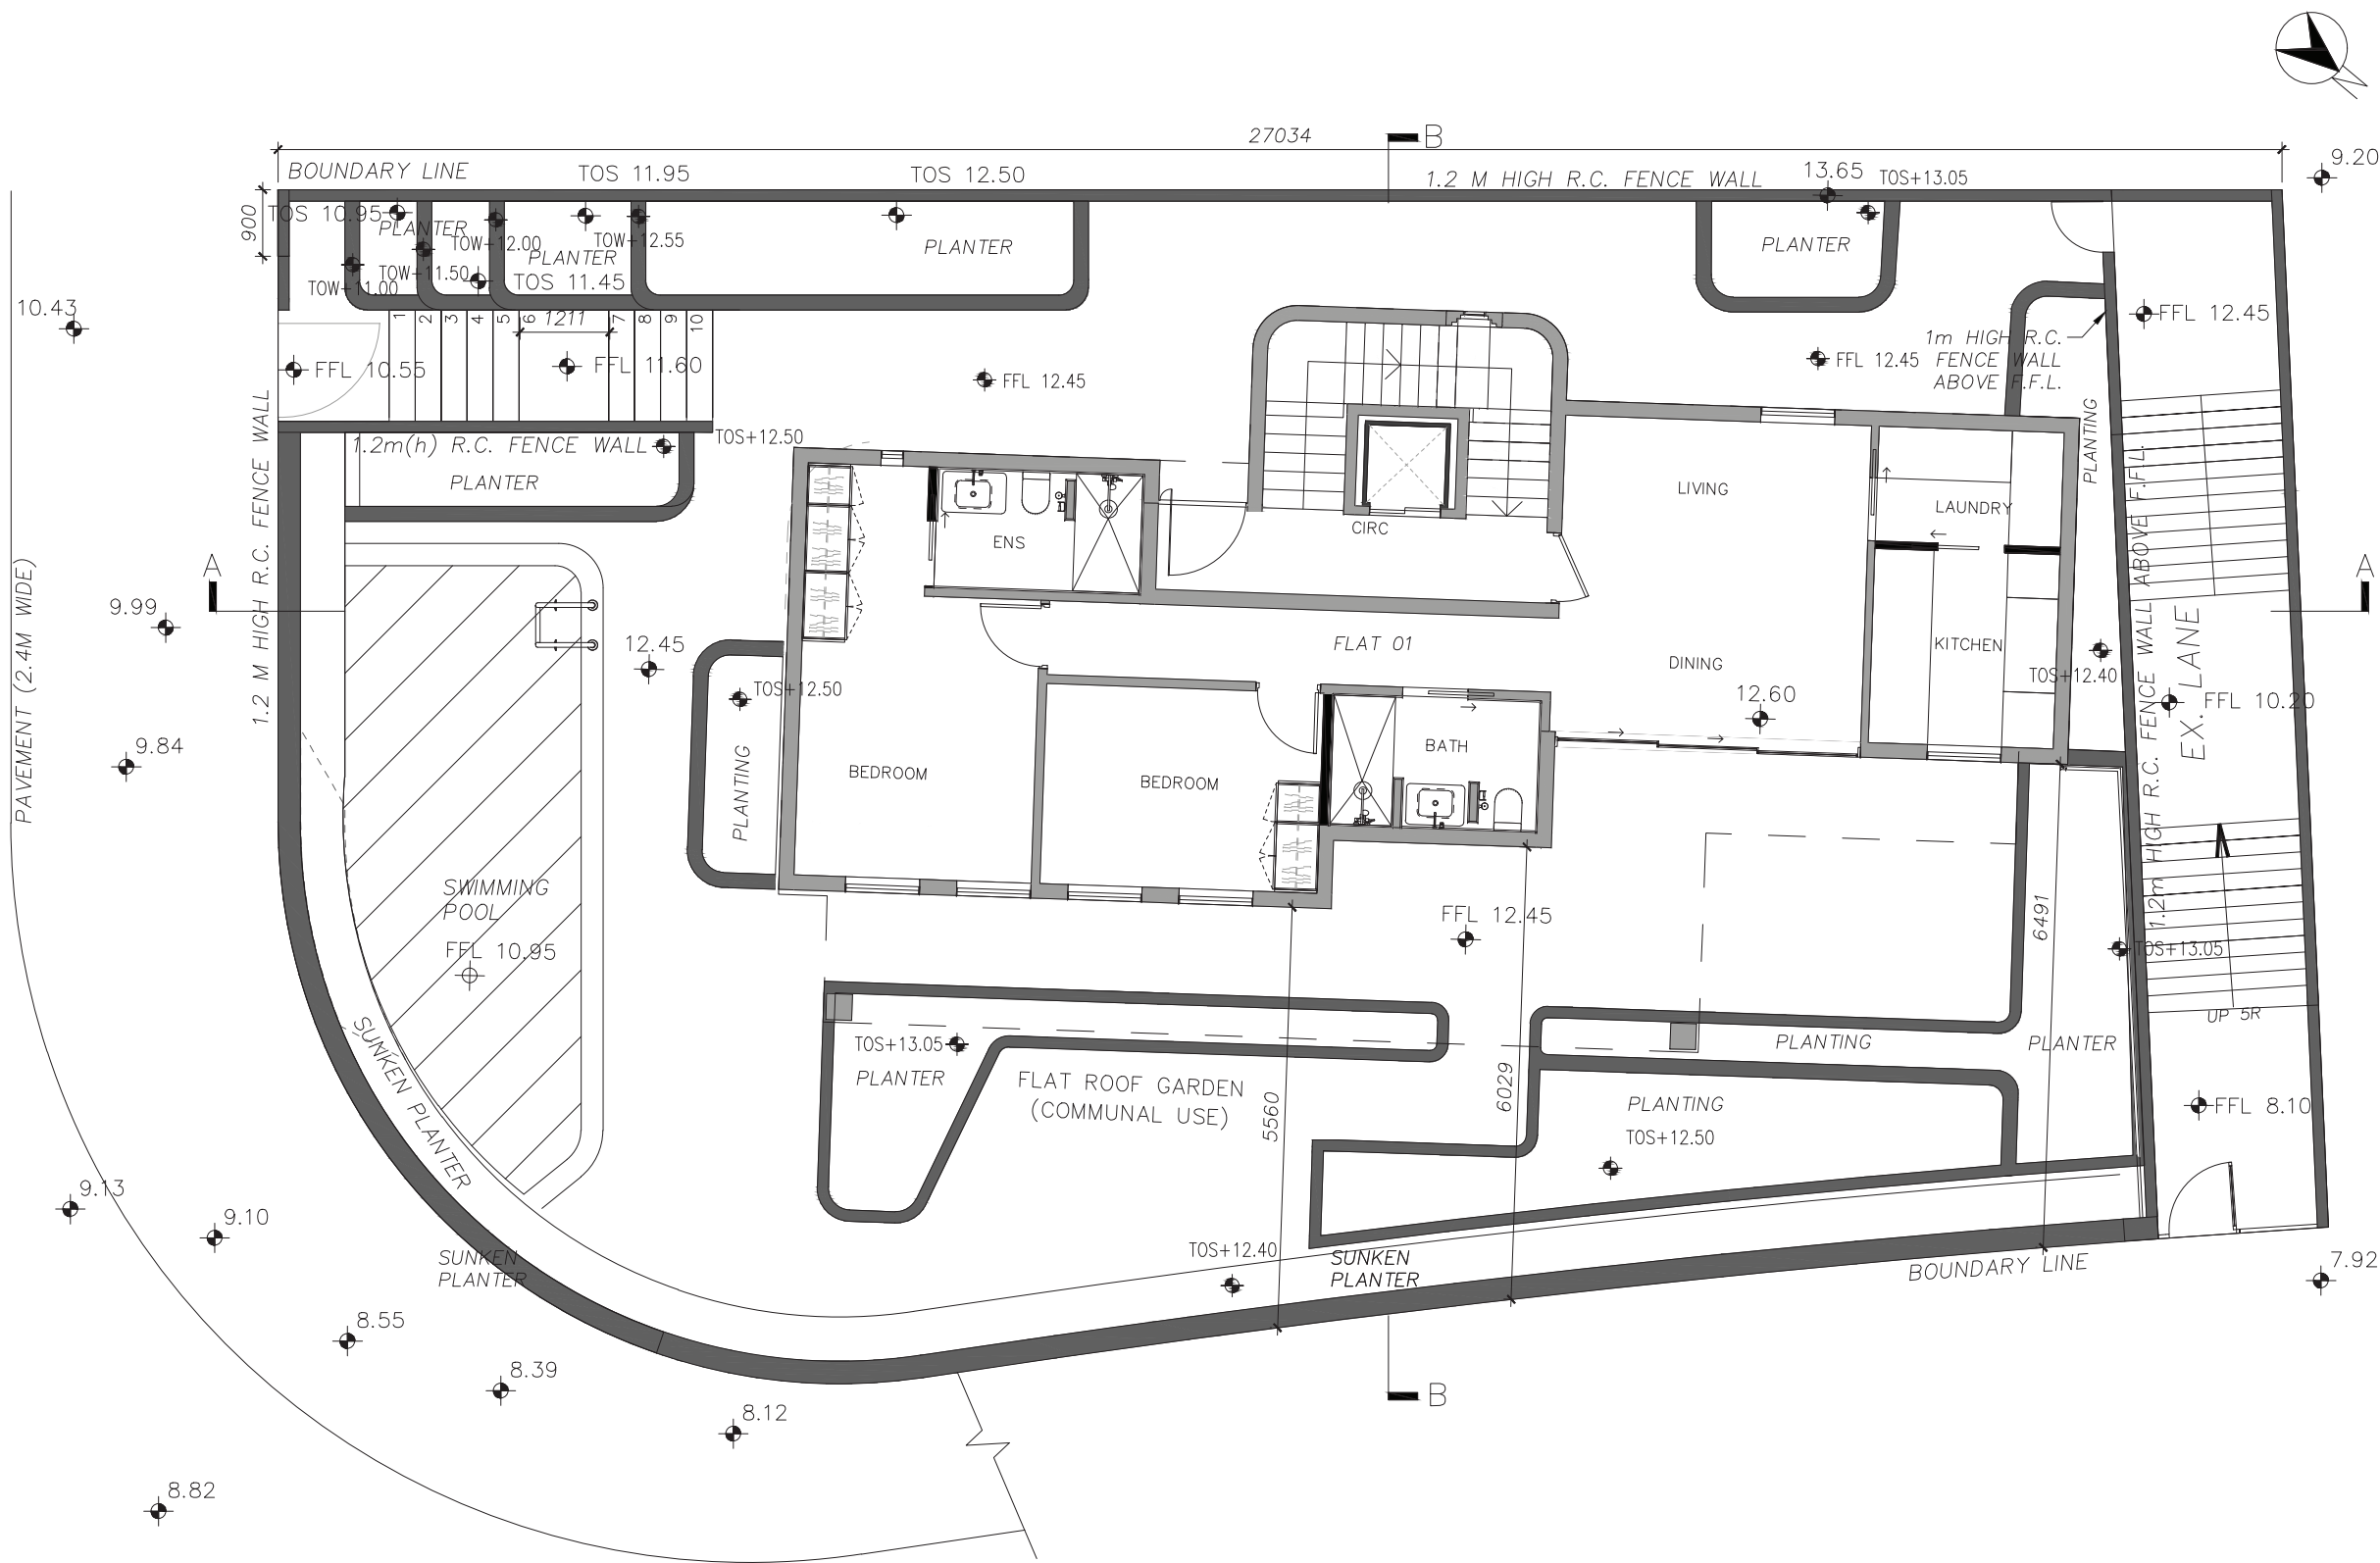 27034
B
9.20
BOUNDARY LINE
TOS 11.95
TOS 12.50
1.2 M HIGH R.C. FENCE WALL
13.65
TOS+13.05
900
TOS 10.95
PLANTER
TOW+12.00
TOW+12.55
PLANTER
PLANTER
PLANTER
TOW+11.50
TOS 11.45
TOW+11.00
10.43
1
2
3
4
5
6
1211
7
8
9
10
FFL 12.45
1m HIGH R.C.
FENCE WALL
ABOVE F.F.L.
FFL 10.55
FFL 11.60
FFL 12.45
FFL 12.45
1.2 M HIGH R.C. FENCE WALL
1.2m(h) R.C. FENCE WALL
TOS+12.50
PLANTER
PLANTING
LIVING
LAUNDRY
CIRC
ENS
A
A
PAVEMENT (2.4M WIDE)
9.99
12.45
FLAT 01
DINING
KITCHEN
TOS+12.40
TOS+12.50
12.60
FFL 10.20
EX. LANE
1.2m HIGH R.C. FENCE WALL ABOVE F.F.L.
9.84
PLANTING
BEDROOM
BEDROOM
BATH
SWIMMING
POOL
FFL 10.95
FFL 12.45
6491
TOS+13.05
UP 5R
SUNKEN PLANTER
TOS+13.05
PLANTER
FLAT ROOF GARDEN
(COMMUNAL USE)
5560
6029
PLANTING
PLANTER
PLANTING
TOS+12.50
FFL 8.10
9.13
9.10
SUNKEN
PLANTER
TOS+12.40
SUNKEN
PLANTER
BOUNDARY LINE
7.92
8.55
8.39
8.12
B
8.82